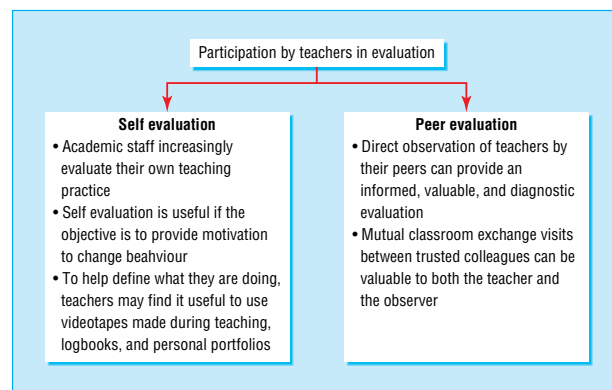 Participation by teachers in evaluation
Self evaluation
• Academic staff increasingly
evaluate their own teaching
practice
• Self evaluation is useful if the
objective is to provide motivation
to change beahviour
• To help define what they are doing,
teachers may find it useful to use
videotapes made during teaching,
logbooks, and personal portfolios
Peer evaluation
• Direct observation of teachers by
their peers can provide an
informed, valuable, and diagnostic
evaluation
• Mutual classroom exchange visits
between trusted colleagues can be
valuable to both the teacher and
the observer